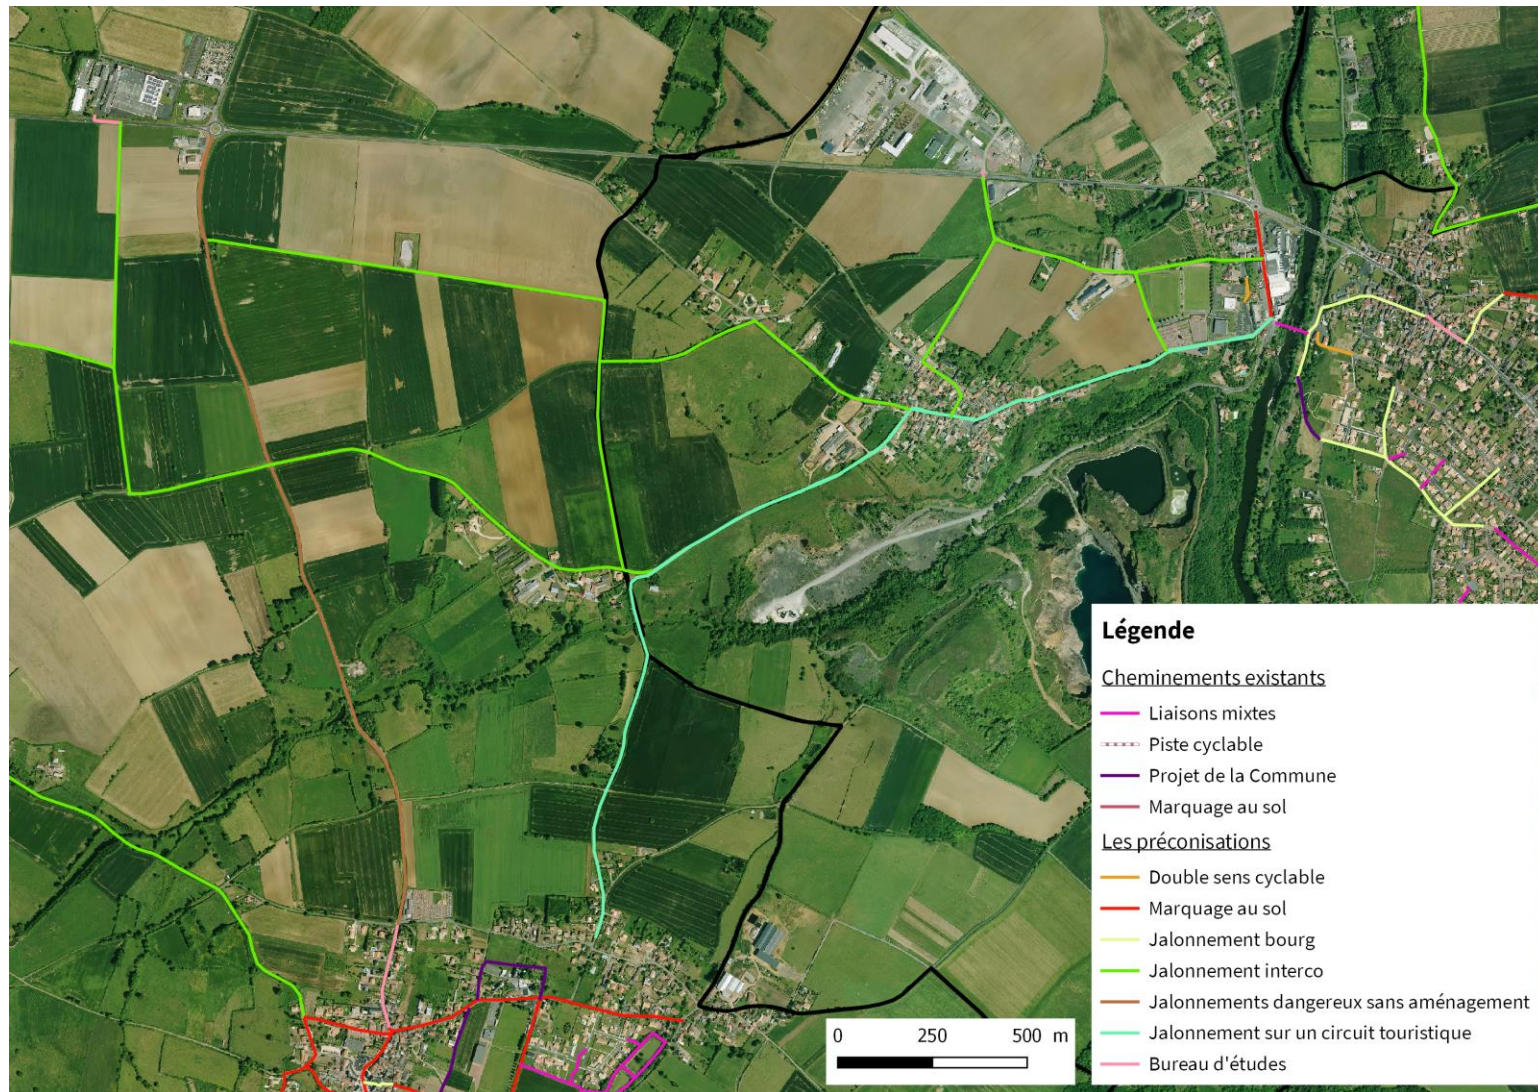 Légende
Cheminements existants
Liaisons mixtes
Piste cyclable
Projet de la Commune
Marquage au sol
Les préconisations
Double sens cyclable
Marquage au sol
Jalonnement bourg
Jalonnement interco
Jalonnements dangereux sans aménagement
Jalonnement sur un circuit touristique
Bureau d'études
0 250 500 m